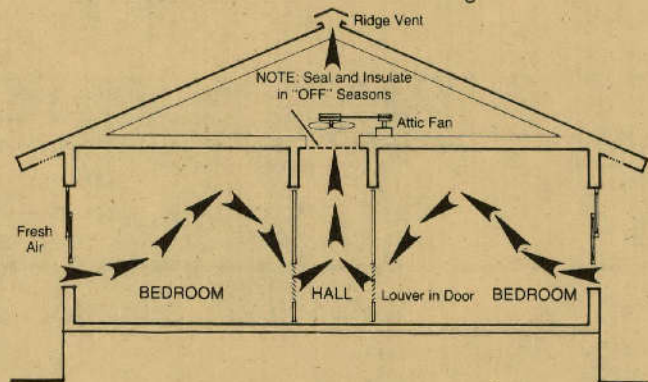 Ridge Vent
NOTE: Seal and Insulate
in "OFF" Seasons
Attic Fan
Fresh
Air
BEDROOM
HALL
Louver in Door
BEDROOM